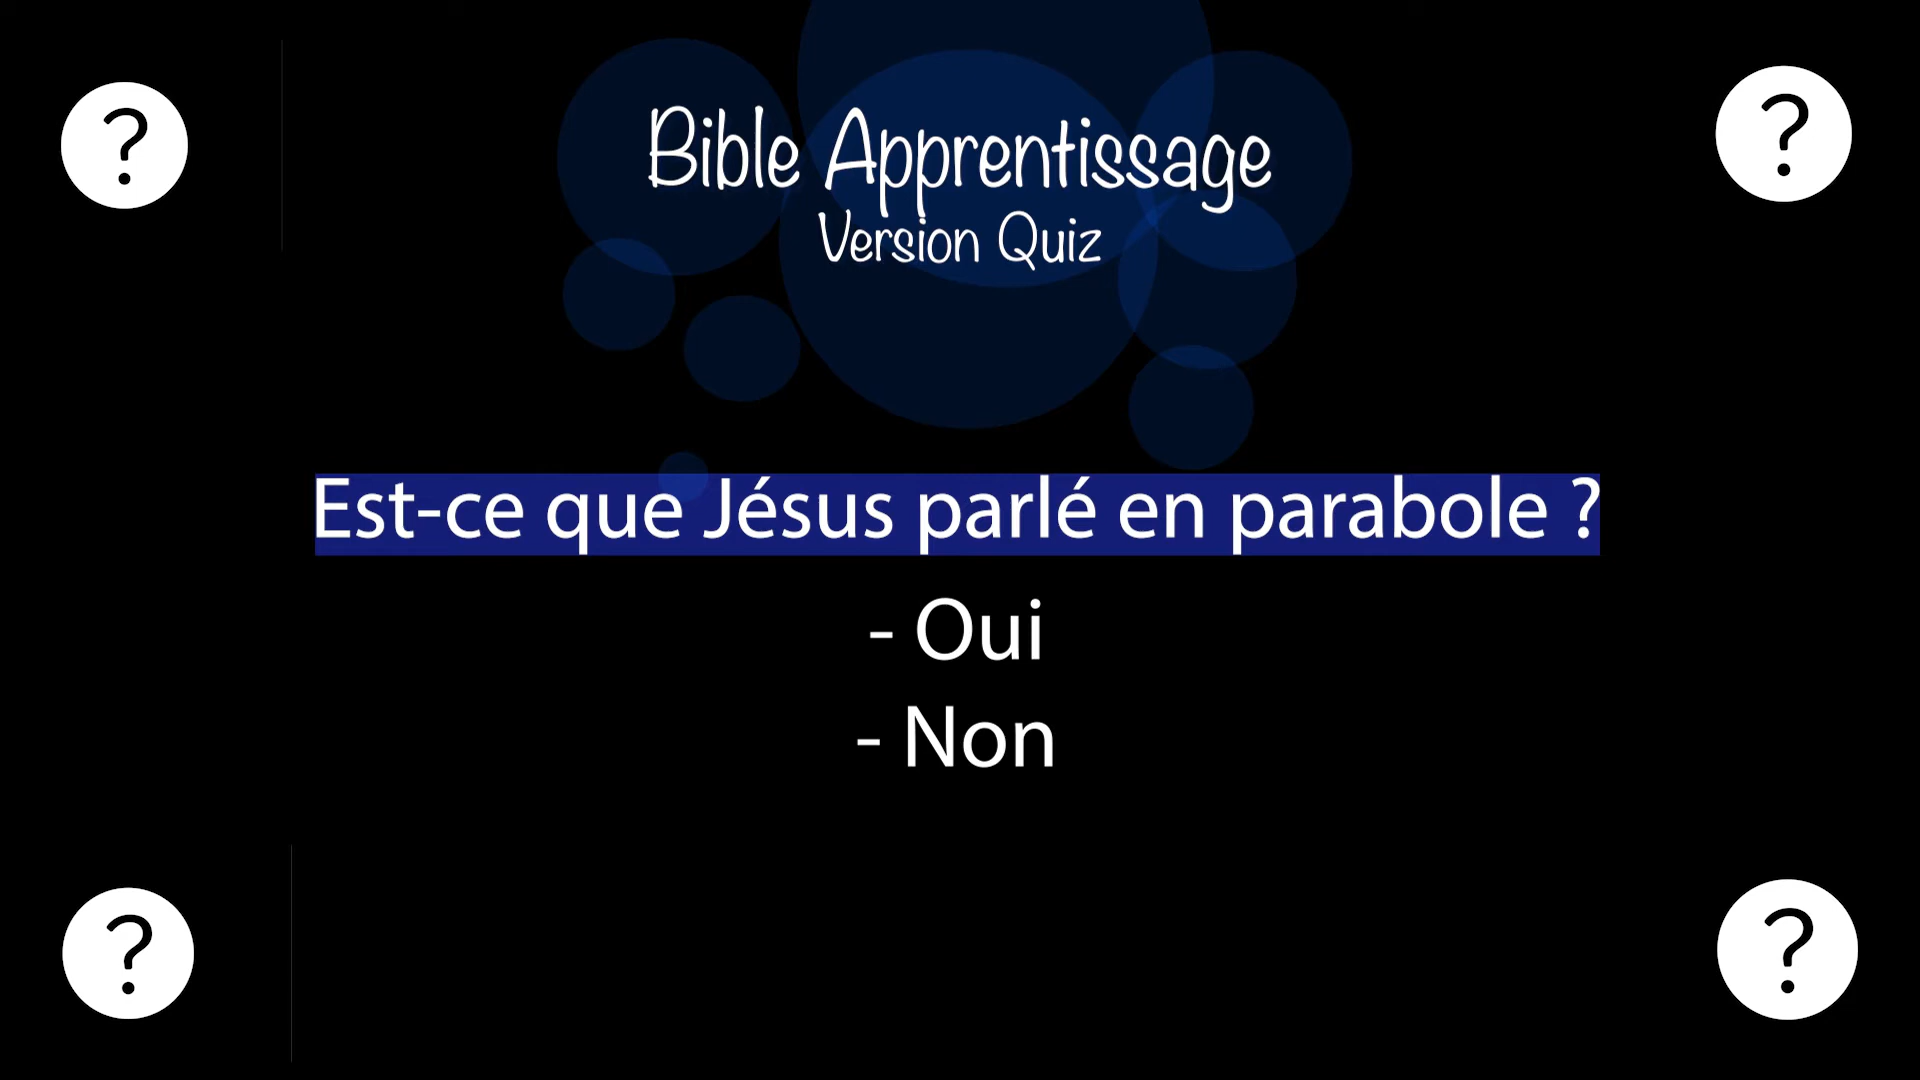 Bible Apprentissage
Version Quiz
Est-ce que Jésus parlé en parabole ?
- Oui
- Non
?
?
?
?